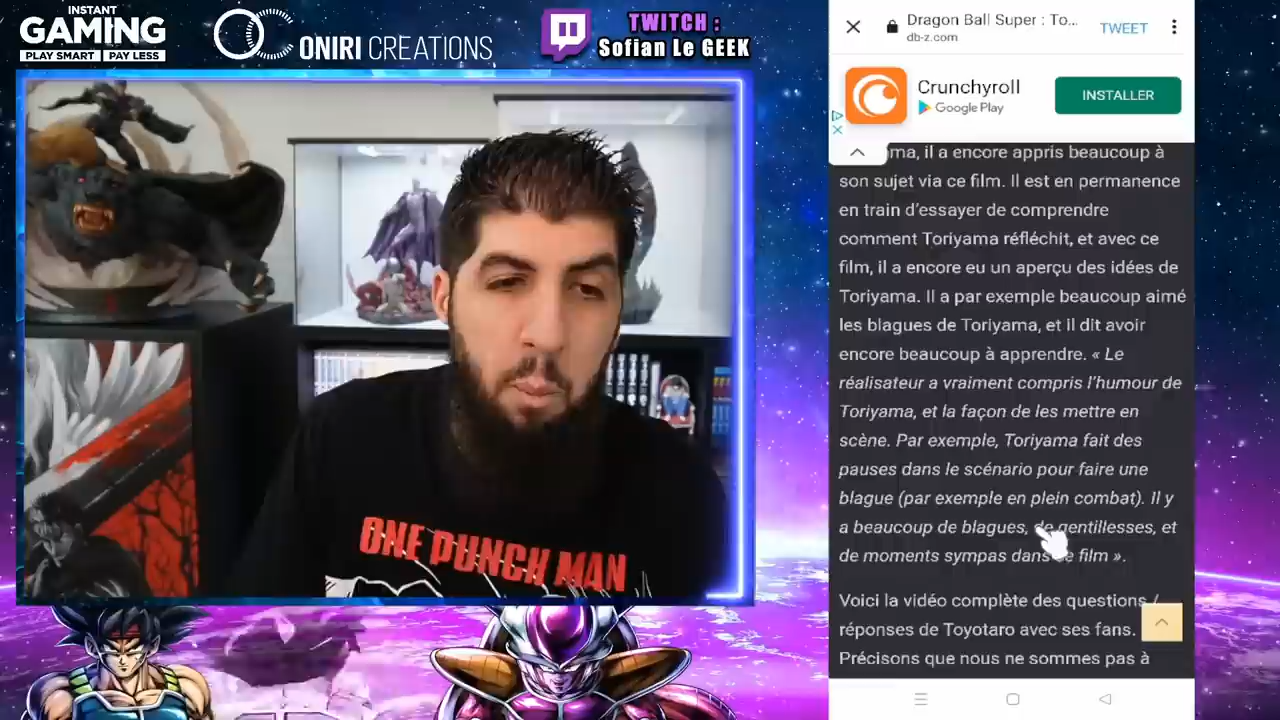 INSTANT
GAMING
PLAY SMART PAY LESS
ONIRI CREATIONS
TWITCH :
Sofian Le GEEK
ONE PUNCH MAN
Dragon Ball Super : To...
db-z.com
TWEET
Crunchyroll
Google Play
INSTALLER
ma, il a encore appris beaucoup à
son sujet via ce film. Il est en permanence
en train d'essayer de comprendre
comment Toriyama réfléchit, et avec ce
film, il a encore eu un aperçu des idées de
Toriyama. Il a par exemple beaucoup aimé
les blagues de Toriyama, et il dit avoir
encore beaucoup à apprendre. « Le
réalisateur a vraiment compris l'humour de
Toriyama, et la façon de les mettre en
scène. Par exemple, Toriyama fait des
pauses dans le scénario pour faire une
blague (par exemple en plein combat). Il y
a beaucoup de blagues, de gentillesses, et
de moments sympas dans ce film ».
Voici la vidéo complète des questions /
réponses de Toyotaro avec ses fans.
Précisons que nous ne sommes pas à